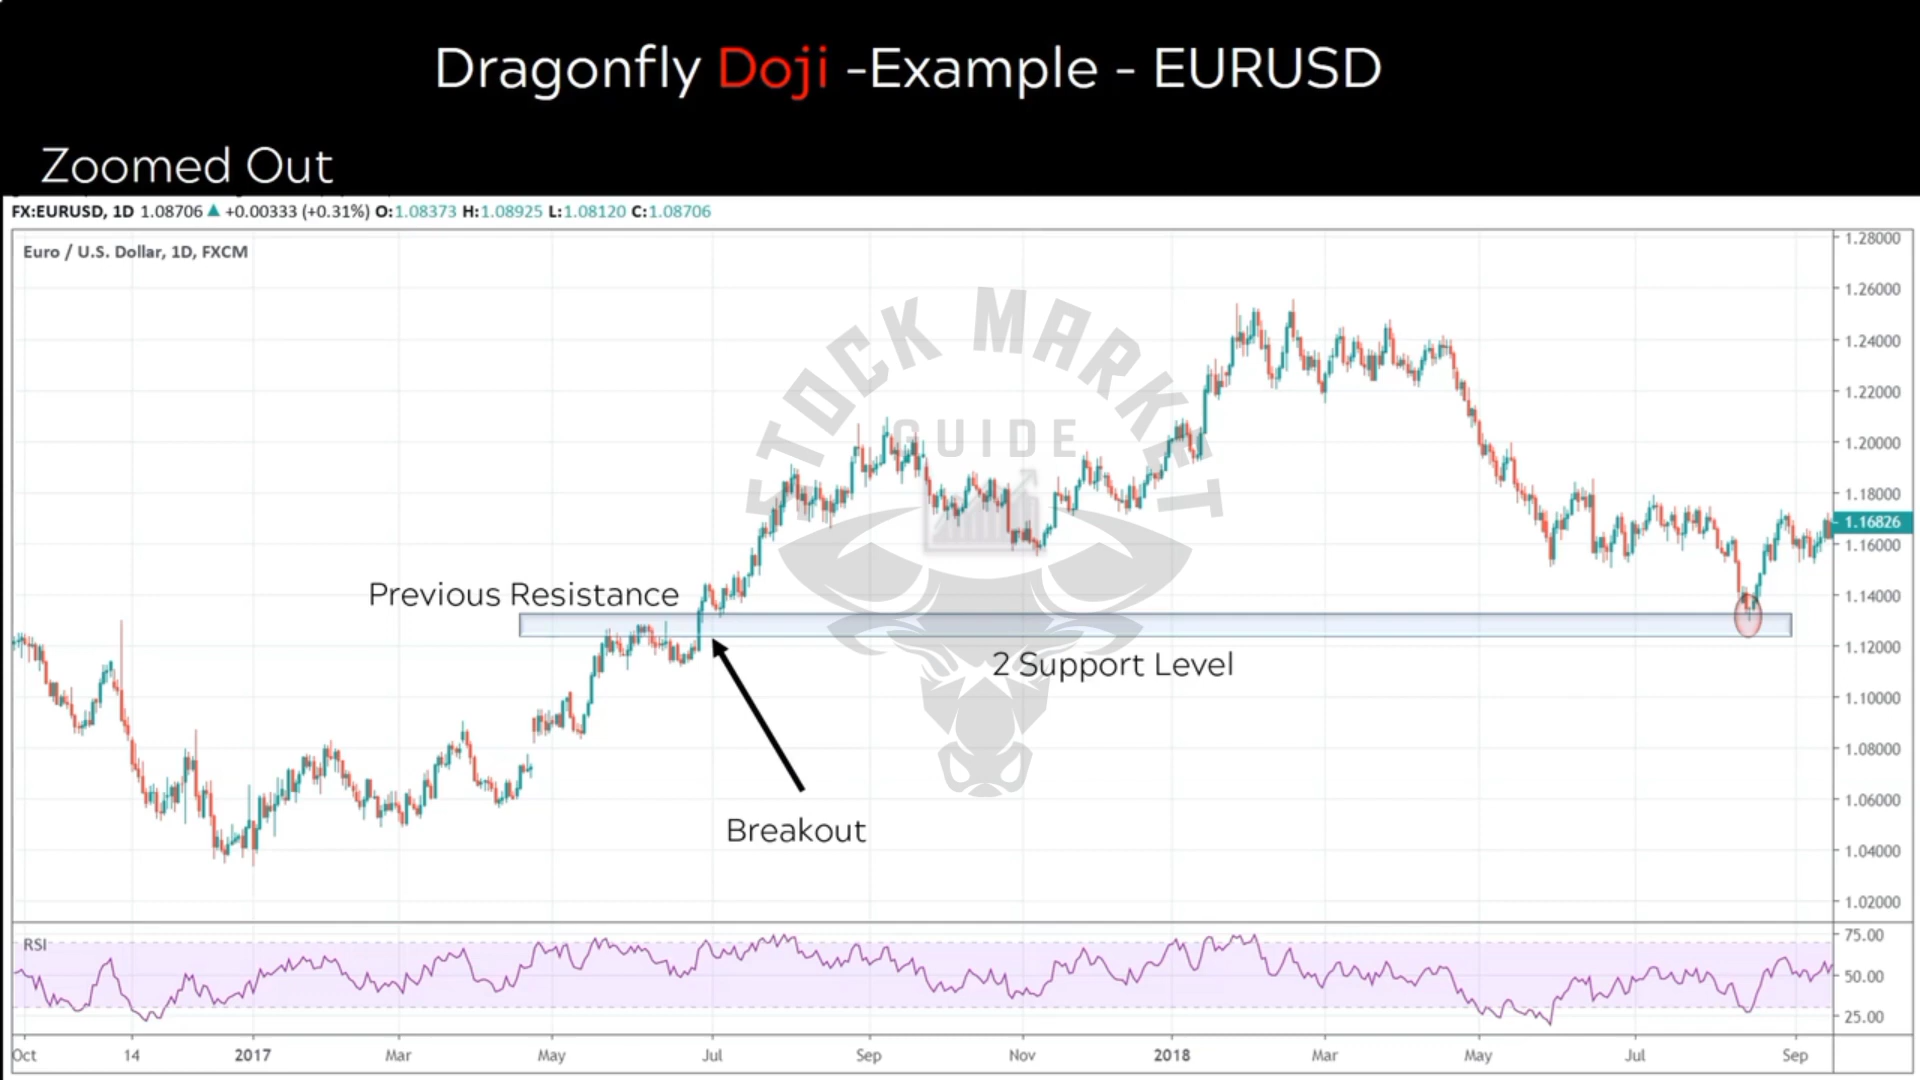 Dragonfly Doji -Example - EURUSD
Zoomed Out
FX:EURUSD, 1D 1.08706 ▲ +0.00333 (+0.31%) O:1.08373 H:1.08925 L:1.08120 C:1.08706
Euro / U.S. Dollar, 1D, FXCM
STOCK MARKET
GUIDE
Previous Resistance
2 Support Level
Breakout
1.28000
1.26000
1.24000
1.22000
1.20000
1.18000
1.16826
1.16000
1.14000
1.12000
1.10000
1.08000
1.06000
1.04000
1.02000
RSI
75.00
50.00
25.00
Oct 14 2017 Mar May Jul Sep Nov 2018 Mar May Jul Sep